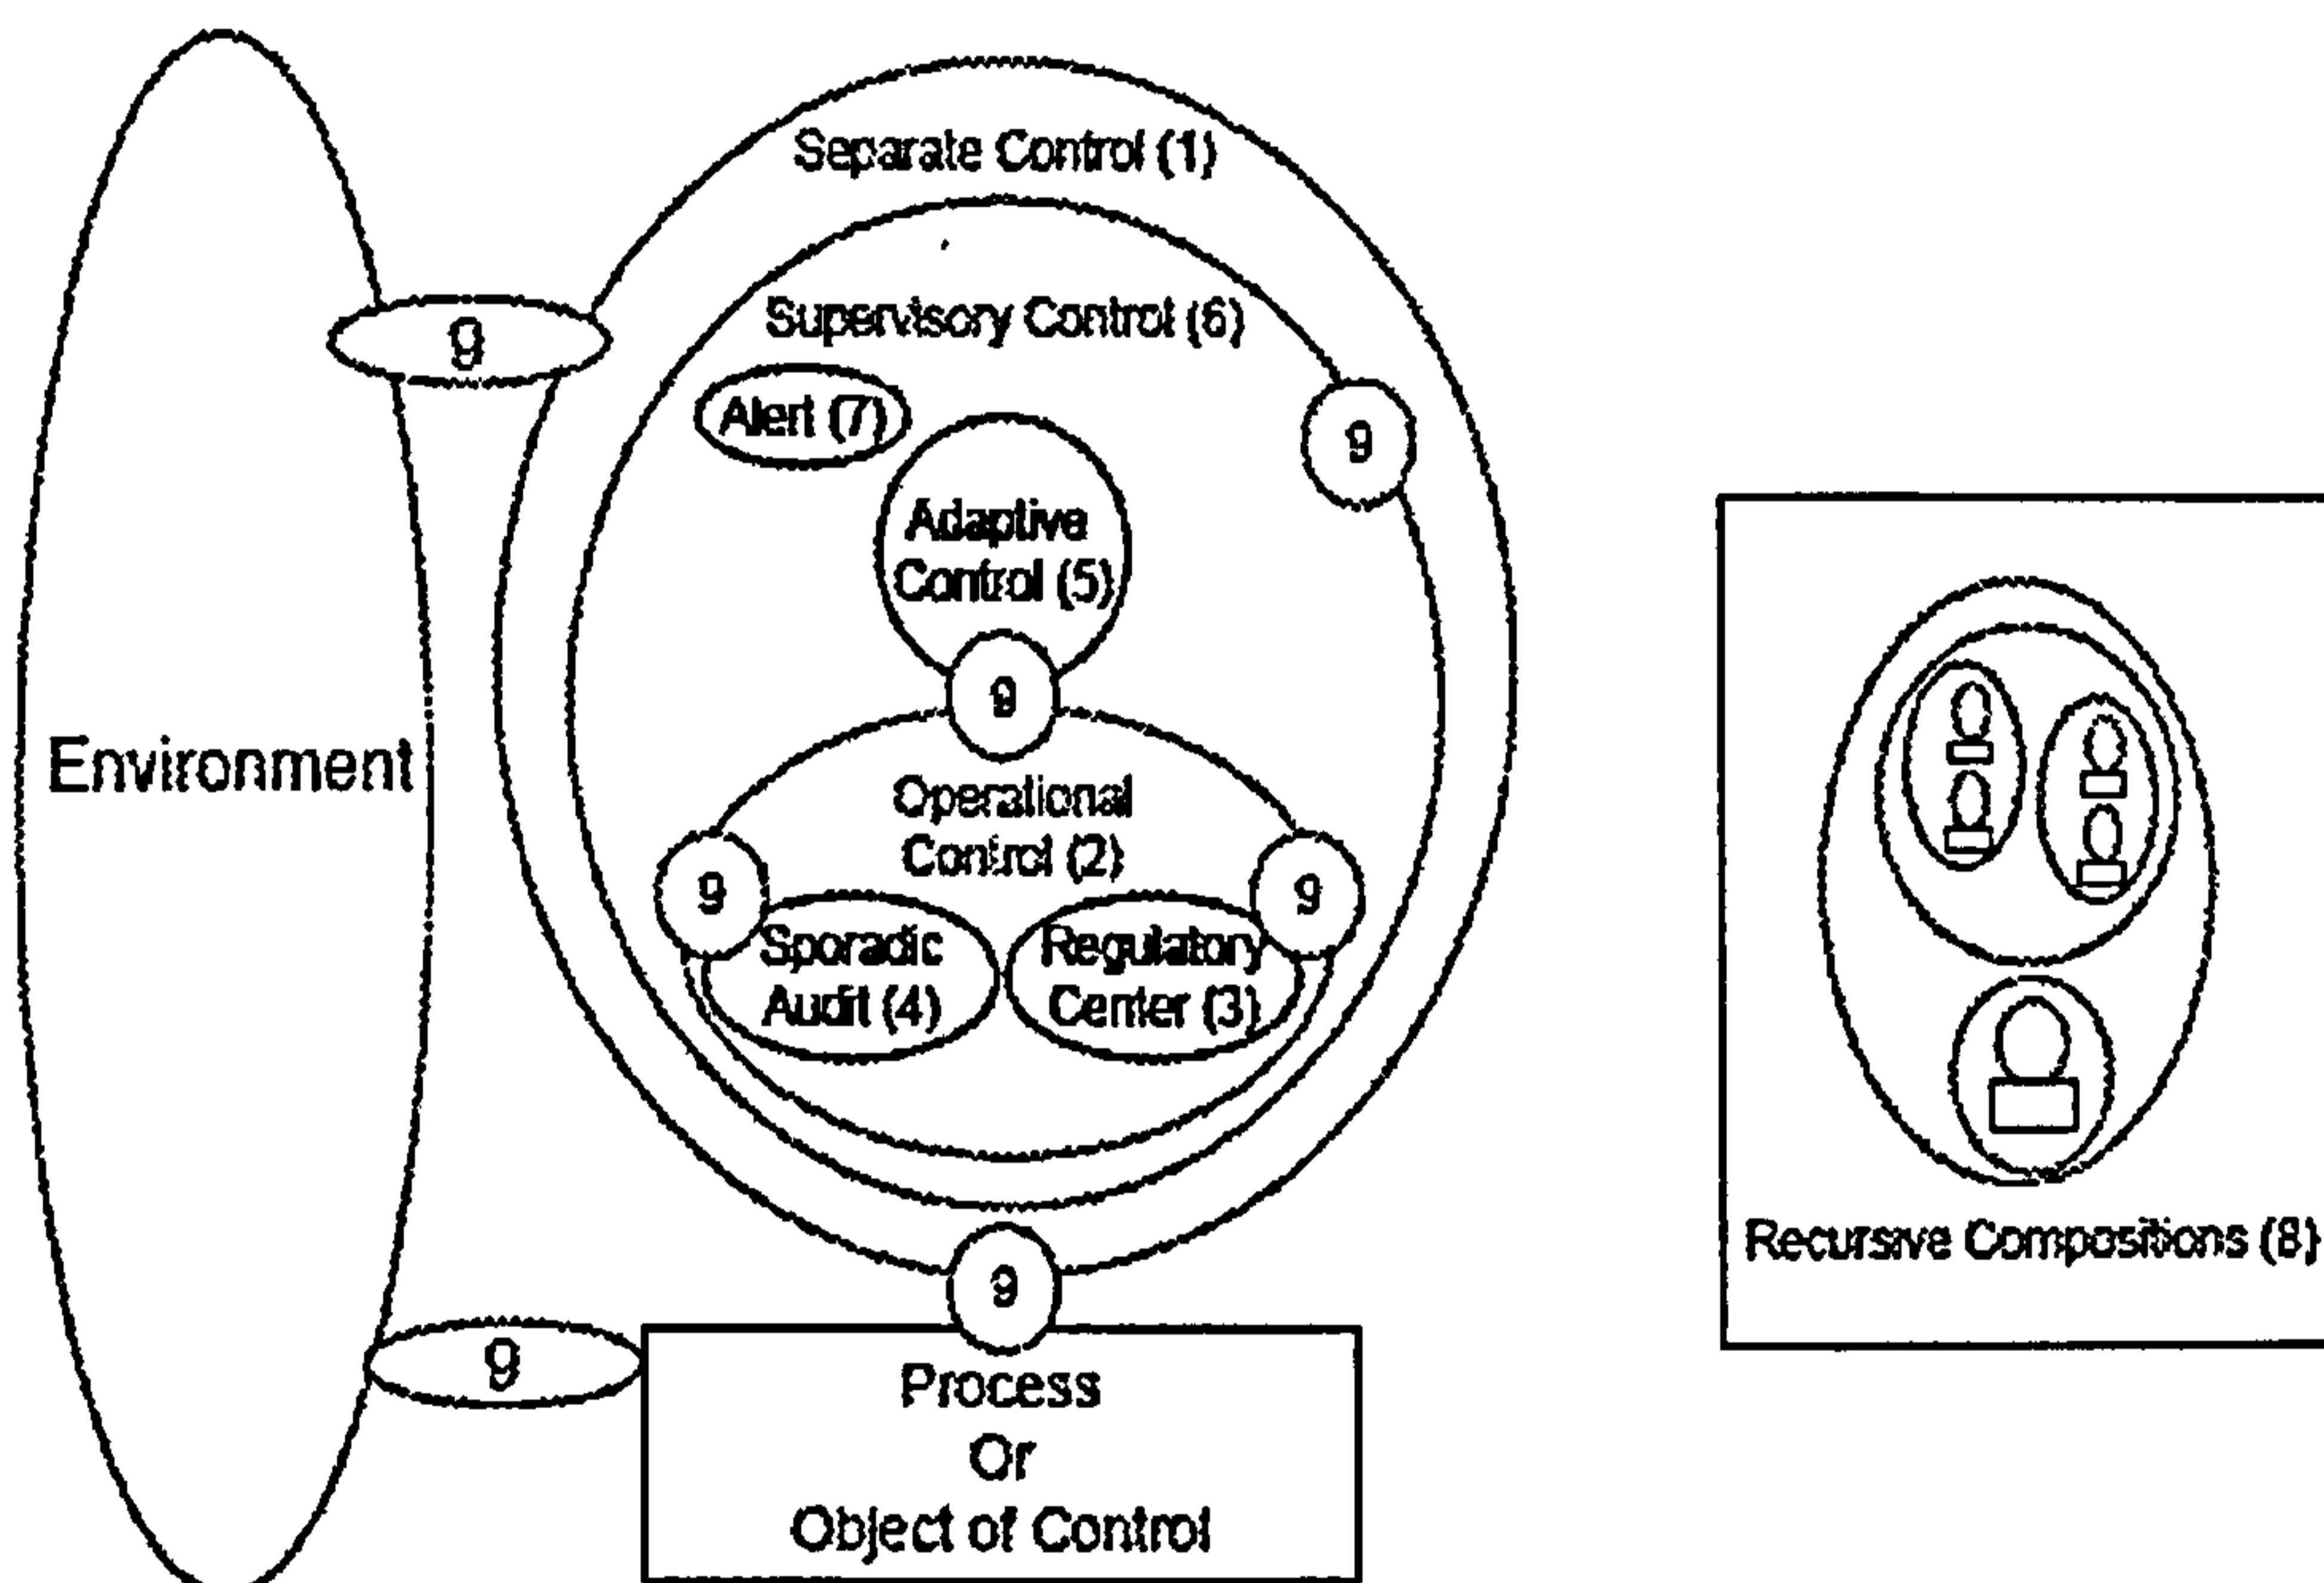 Separate Control (1)
Supervisory Control (6)
9
Alert (7)
9
Adaptive
Control (5)
9
Environment
Operational
Control (2)
9
9
Sporadic
Audit (4)
Regulatory
Center (3)
Recursive Compositions (8)
9
9
Process
Or
Object of Control